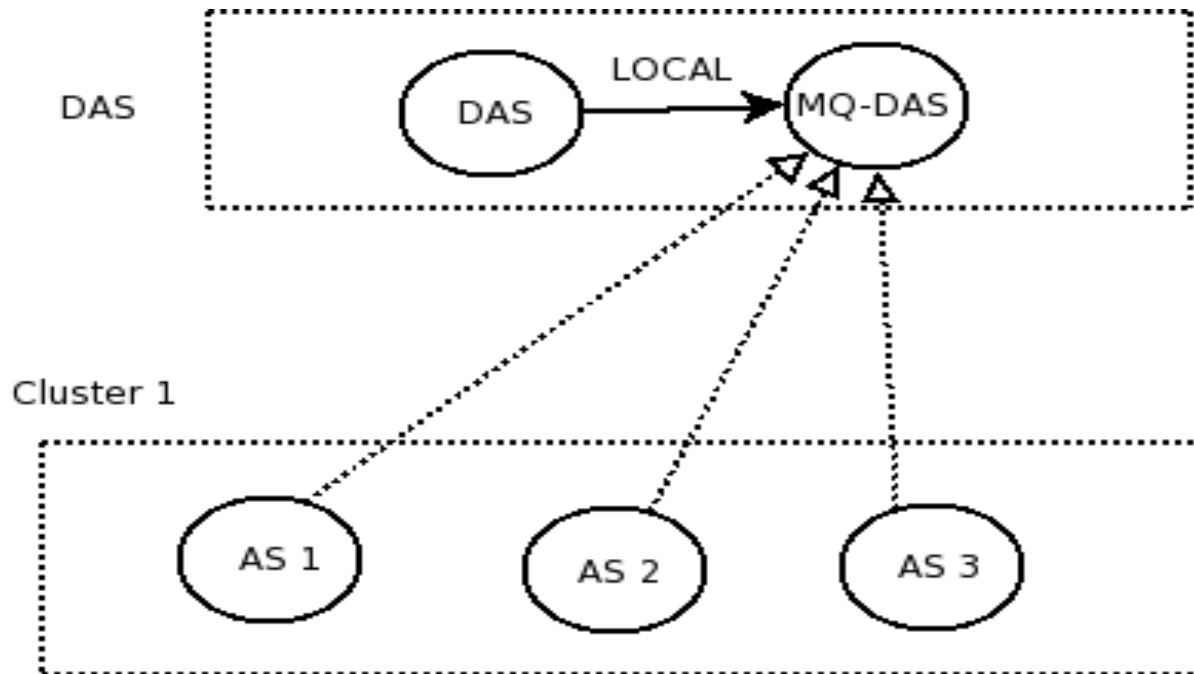 LOCAL
DAS
DAS
MQ-DAS
Cluster 1
AS 1
AS 2
AS 3